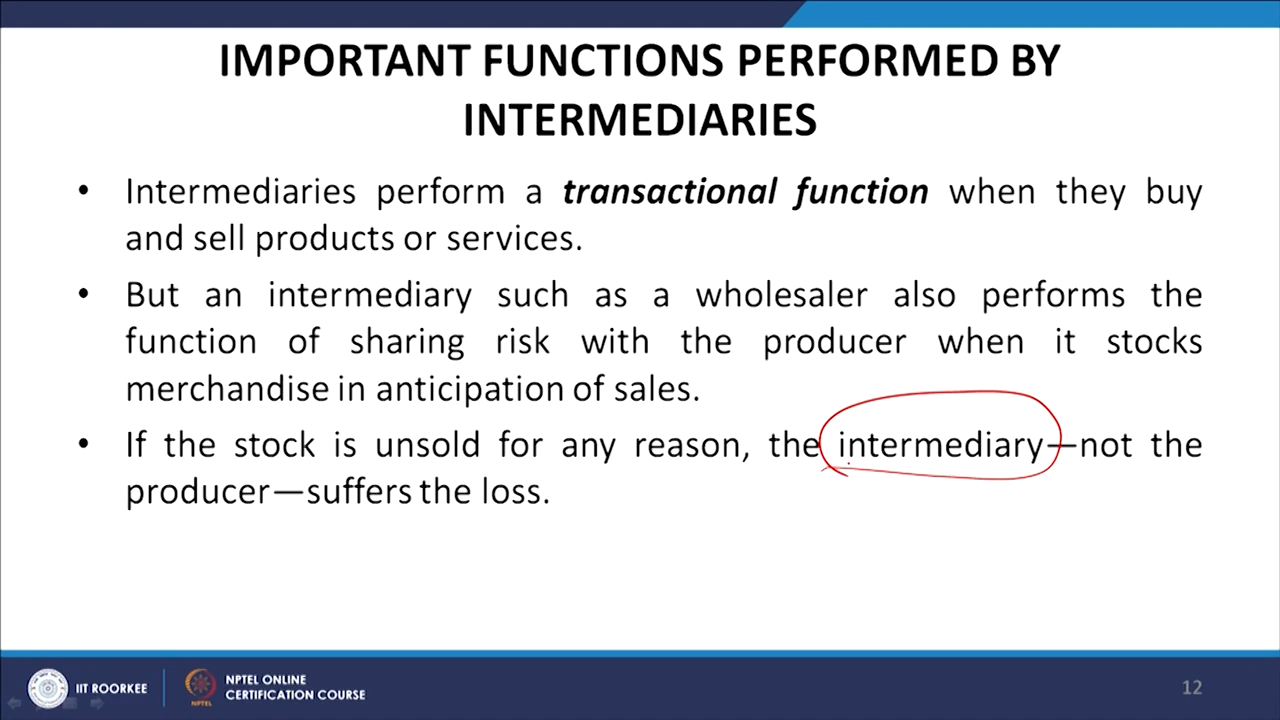 IMPORTANT FUNCTIONS PERFORMED BY
INTERMEDIARIES
• Intermediaries perform a transactional function when they buy
and sell products or services.
• But an intermediary such as a wholesaler also performs the
function of sharing risk with the producer when it stocks
merchandise in anticipation of sales.
• If the stock is unsold for any reason, the intermediary—not the
producer—suffers the loss.
IIT ROORKEE
NPTEL
NPTEL ONLINE
CERTIFICATION COURSE
12